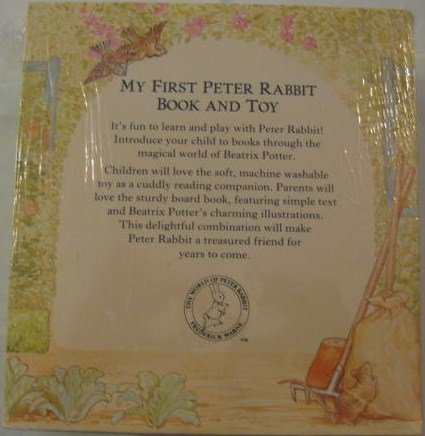 MY FIRST PETER RABBIT
BOOK AND TOY
It's fun to learn and play with Peter Rabbit!
Introduce your child to books through the
magical world of Beatrix Potter.
Children will love the soft, machine washable
toy as a cuddly reading companion. Parents will
love the sturdy board book, featuring simple text
and Beatrix Potter's charming illustrations.
This delightful combination will make
Peter Rabbit a treasured friend for
years to come.
THE WORLD OF PETER RABBIT
FREDERICK WARNE
™